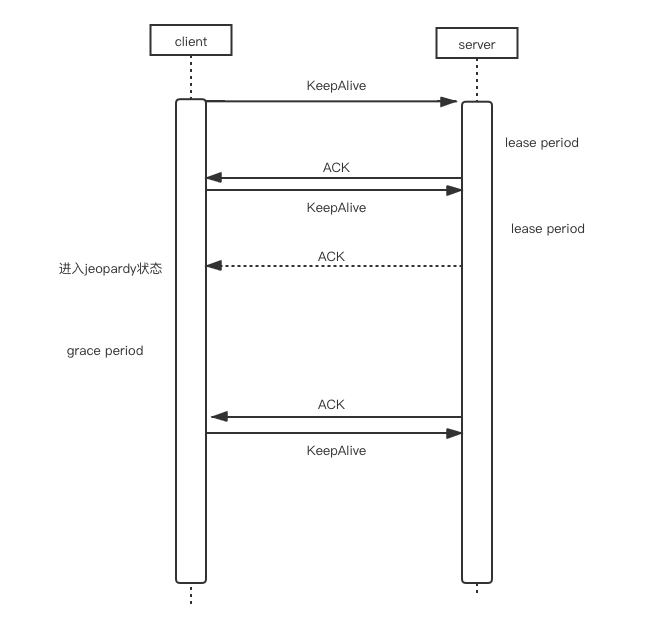 client
server
KeepAlive
lease period
ACK
KeepAlive
lease period
ACK
进入jeopardy状态
grace period
ACK
KeepAlive